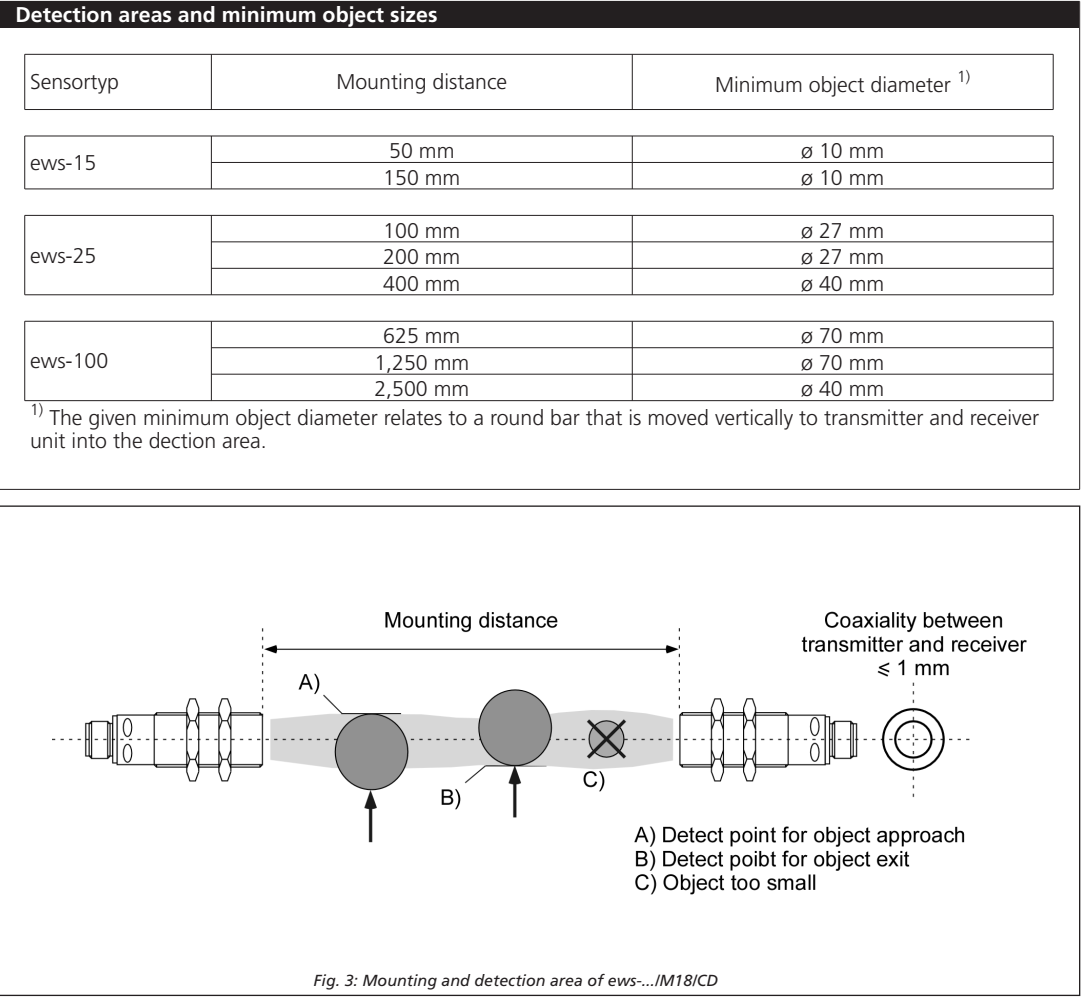 Detection areas and minimum object sizes
Sensortyp Mounting distance Minimum object diameter 1)
ews-15 50 mm ø 10 mm
150 mm ø 10 mm
ews-25 100 mm ø 27 mm
200 mm ø 27 mm
400 mm ø 40 mm
ews-100 625 mm ø 70 mm
1,250 mm ø 70 mm
2,500 mm ø 40 mm
1) The given minimum object diameter relates to a round bar that is moved vertically to transmitter and receiver
unit into the dection area.
Mounting distance
Coaxiality between
transmitter and receiver
⩽ 1 mm
A)
B)
C)
A) Detect point for object approach
B) Detect poibt for object exit
C) Object too small
Fig. 3: Mounting and detection area of ews-.../M18/CD